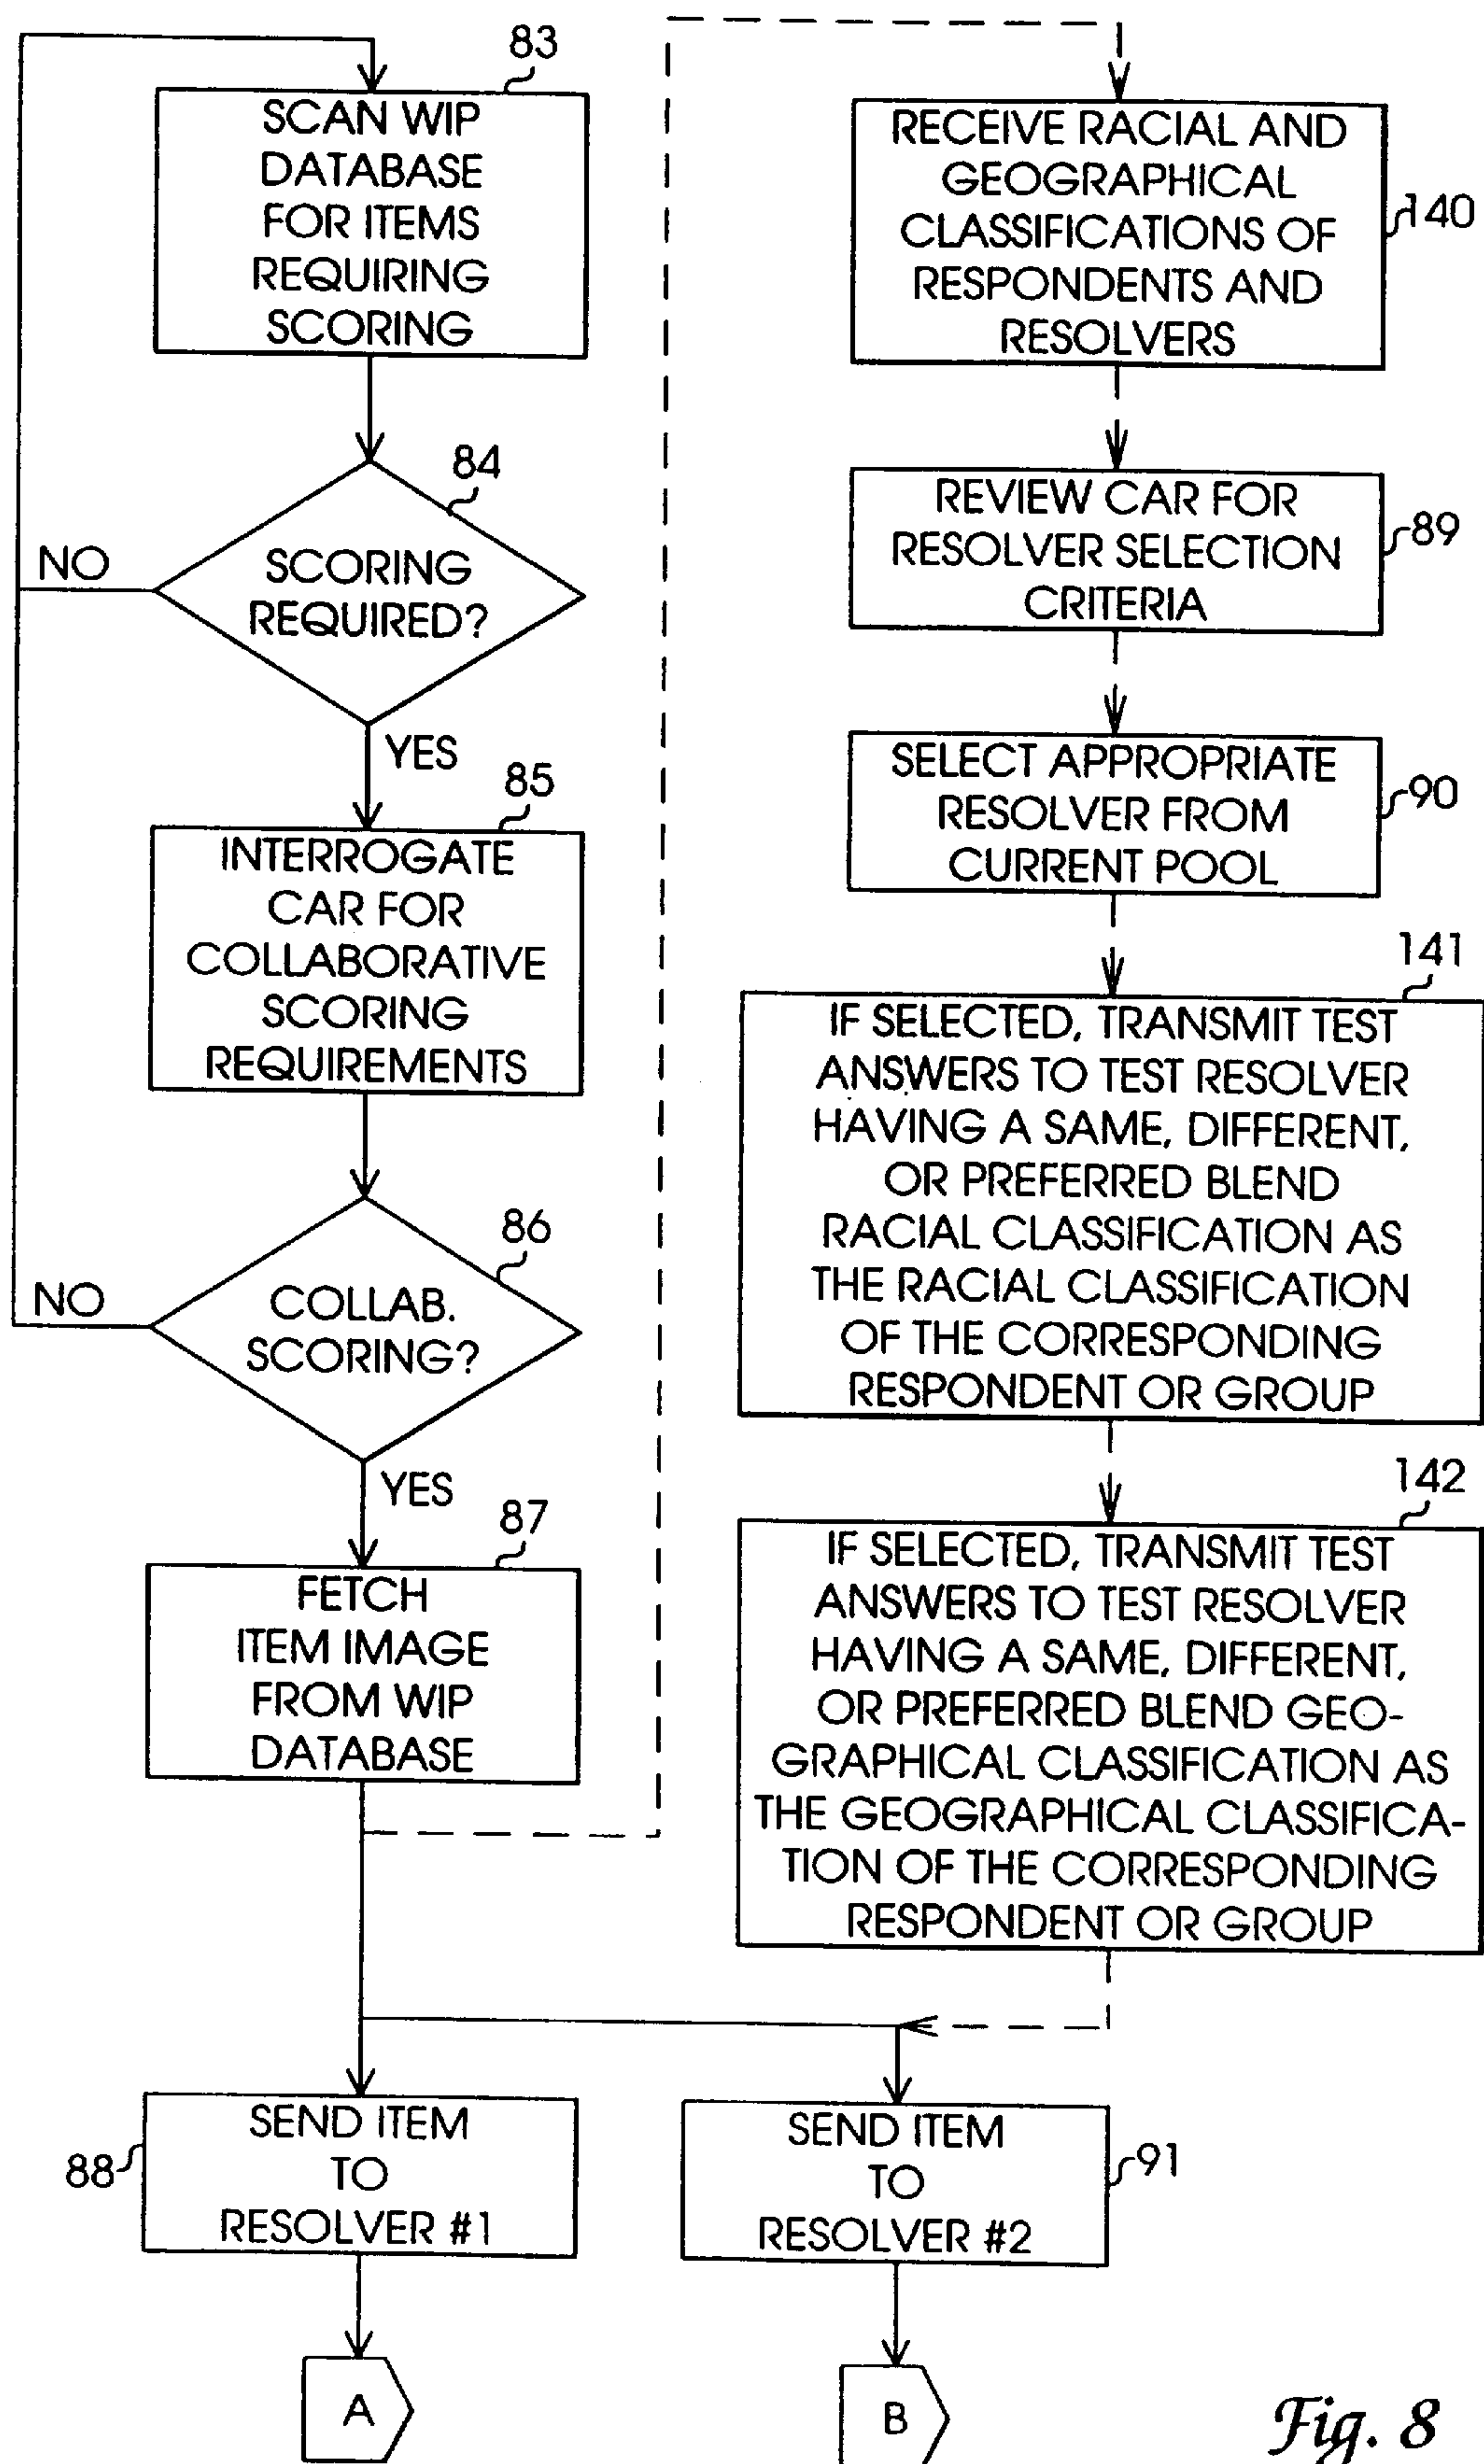 83
SCAN WIP
DATABASE
FOR ITEMS
REQUIRING
SCORING
84
NO
SCORING
REQUIRED?
YES
85
INTERROGATE
CAR FOR
COLLABORATIVE
SCORING
REQUIREMENTS
86
NO
COLLAB.
SCORING?
YES
87
FETCH
ITEM IMAGE
FROM WIP
DATABASE
RECEIVE RACIAL AND
GEOGRAPHICAL
CLASSIFICATIONS OF
RESPONDENTS AND
RESOLVERS
140
REVIEW CAR FOR
RESOLVER SELECTION
CRITERIA
89
SELECT APPROPRIATE
RESOLVER FROM
CURRENT POOL
90
141
IF SELECTED, TRANSMIT TEST
ANSWERS TO TEST RESOLVER
HAVING A SAME, DIFFERENT,
OR PREFERRED BLEND
RACIAL CLASSIFICATION AS
THE RACIAL CLASSIFICATION
OF THE CORRESPONDING
RESPONDENT OR GROUP
142
IF SELECTED, TRANSMIT TEST
ANSWERS TO TEST RESOLVER
HAVING A SAME, DIFFERENT,
OR PREFERRED BLEND GEO-
GRAPHICAL CLASSIFICATION AS
THE GEOGRAPHICAL CLASSIFICA-
TION OF THE CORRESPONDING
RESPONDENT OR GROUP
88
SEND ITEM
TO
RESOLVER #1
SEND ITEM
TO
RESOLVER #2
91
A
B
Fig. 8